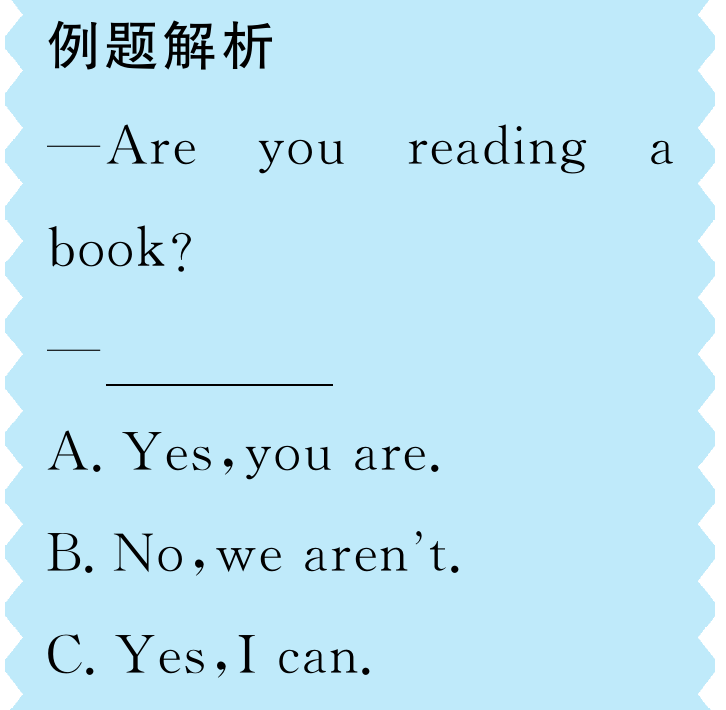 例题解析
—Are you reading a
book?
—________
A. Yes,you are.
B. No,we aren't.
C. Yes,I can.